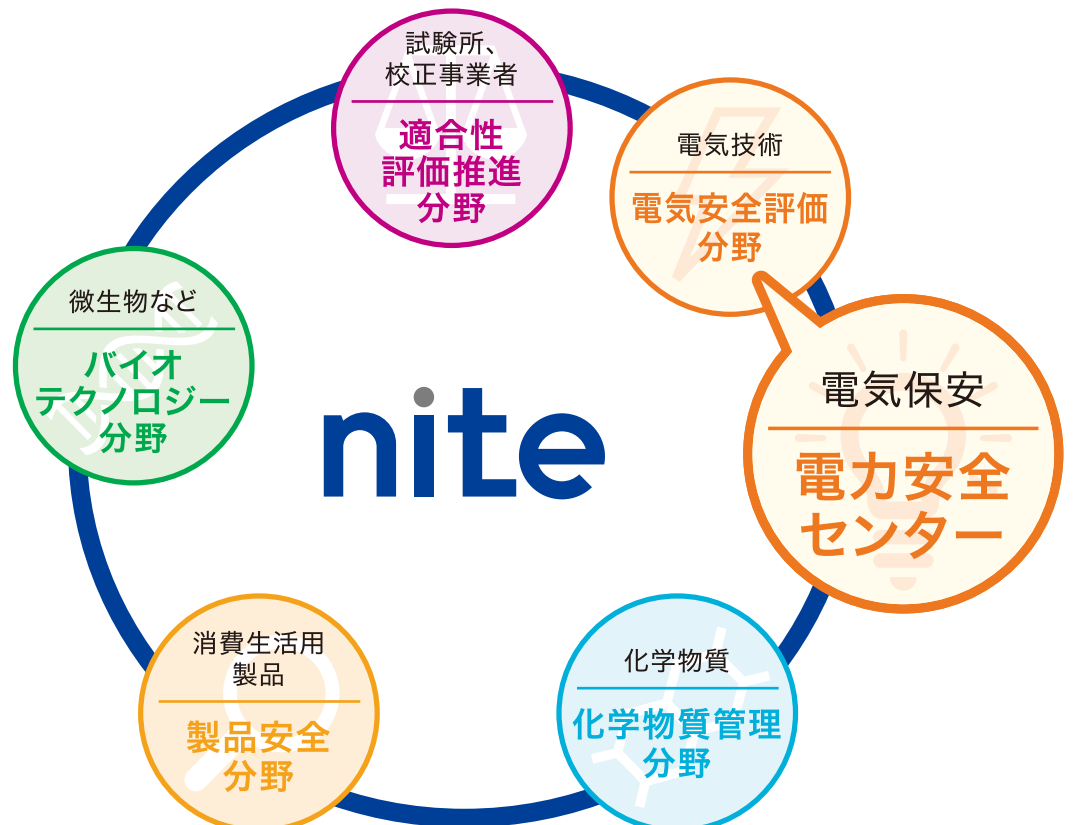 試験所、
校正事業者
適合性
評価推進
分野
電気技術
電気安全評価
分野
電気保安
電力安全
センター
微生物など
バイオ
テクノロジー
分野
nite
消費生活用
製品
製品安全
分野
化学物質
化学物質管理
分野